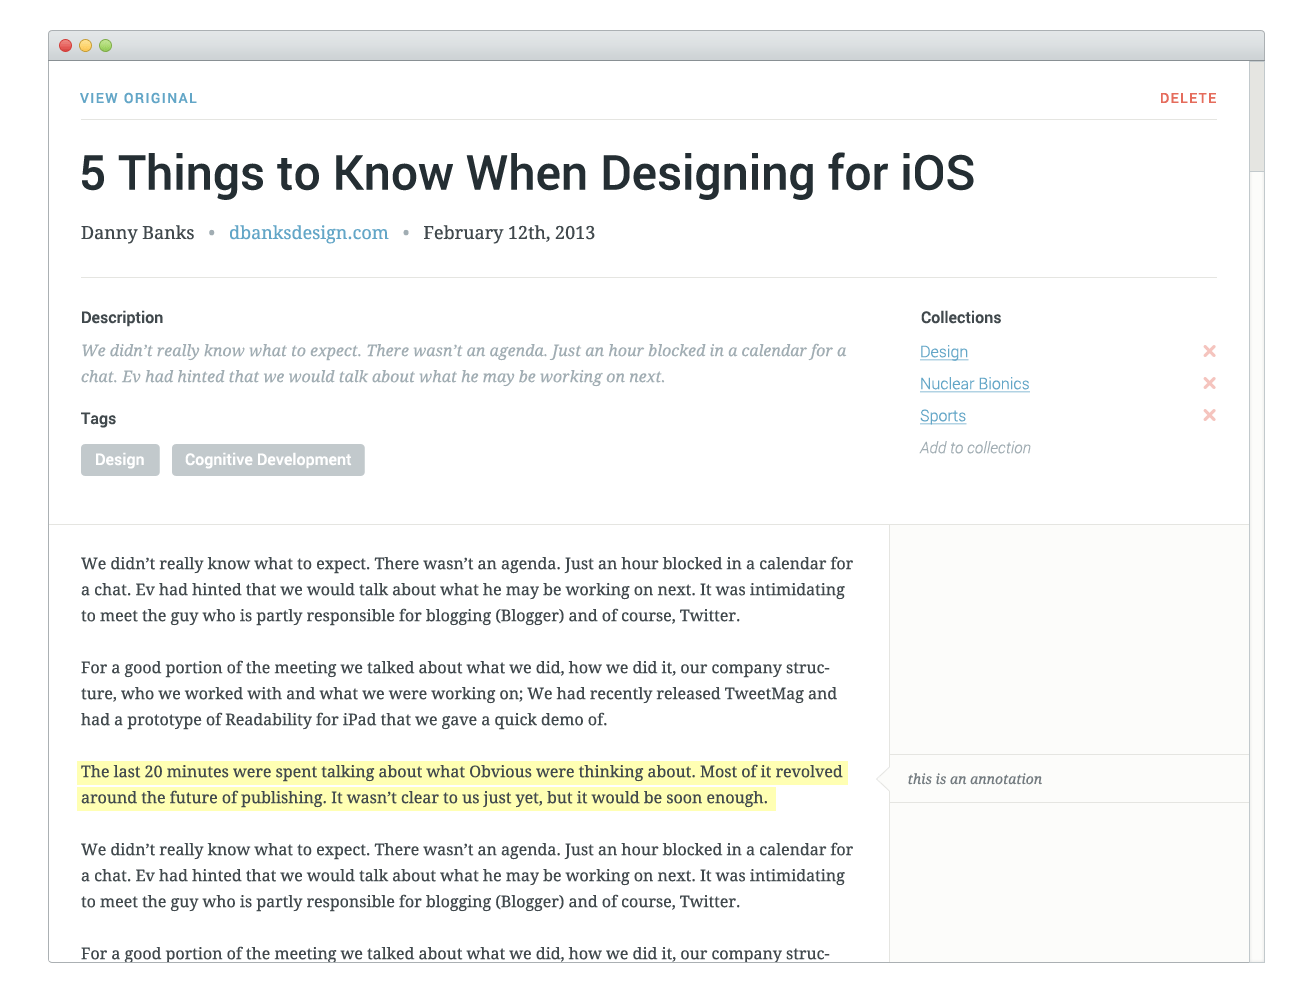 VIEW ORIGINAL
DELETE
5 Things to Know When Designing for iOS
Danny Banks • dbanksdesign.com • February 12th, 2013
Description
We didn’t really know what to expect. There wasn’t an agenda. Just an hour blocked in a calendar for a
chat. Ev had hinted that we would talk about what he may be working on next.
Tags
Design
Cognitive Development
Collections
Design
Nuclear Bionics
Sports
Add to collection
We didn’t really know what to expect. There wasn’t an agenda. Just an hour blocked in a calendar for
a chat. Ev had hinted that we would talk about what he may be working on next. It was intimidating
to meet the guy who is partly responsible for blogging (Blogger) and of course, Twitter.
For a good portion of the meeting we talked about what we did, how we did it, our company struc-
ture, who we worked with and what we were working on; We had recently released TweetMag and
had a prototype of Readability for iPad that we gave a quick demo of.
The last 20 minutes were spent talking about what Obvious were thinking about. Most of it revolved
around the future of publishing. It wasn’t clear to us just yet, but it would be soon enough.
this is an annotation
We didn’t really know what to expect. There wasn’t an agenda. Just an hour blocked in a calendar for
a chat. Ev had hinted that we would talk about what he may be working on next. It was intimidating
to meet the guy who is partly responsible for blogging (Blogger) and of course, Twitter.
For a good portion of the meeting we talked about what we did, how we did it, our company struc-